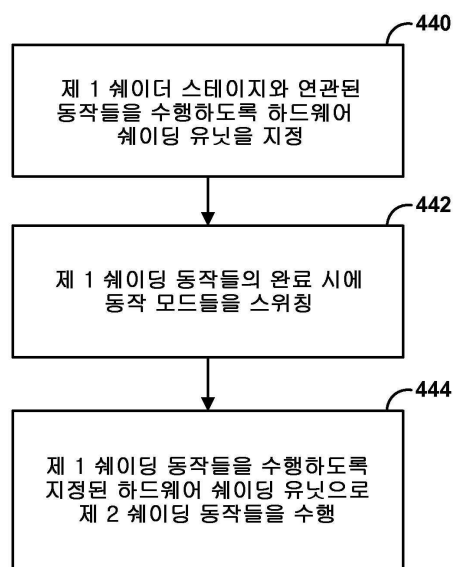 440
제 1 쉐이더 스테이지와 연관된
동작들을 수행하도록 하드웨어
쉐이딩 유닛을 지정
442
제 1 쉐이딩 동작들의 완료 시에
동작 모드들을 스위칭
444
제 1 쉐이딩 동작들을 수행하도록
지정된 하드웨어 쉐이딩 유닛으로
제 2 쉐이딩 동작들을 수행